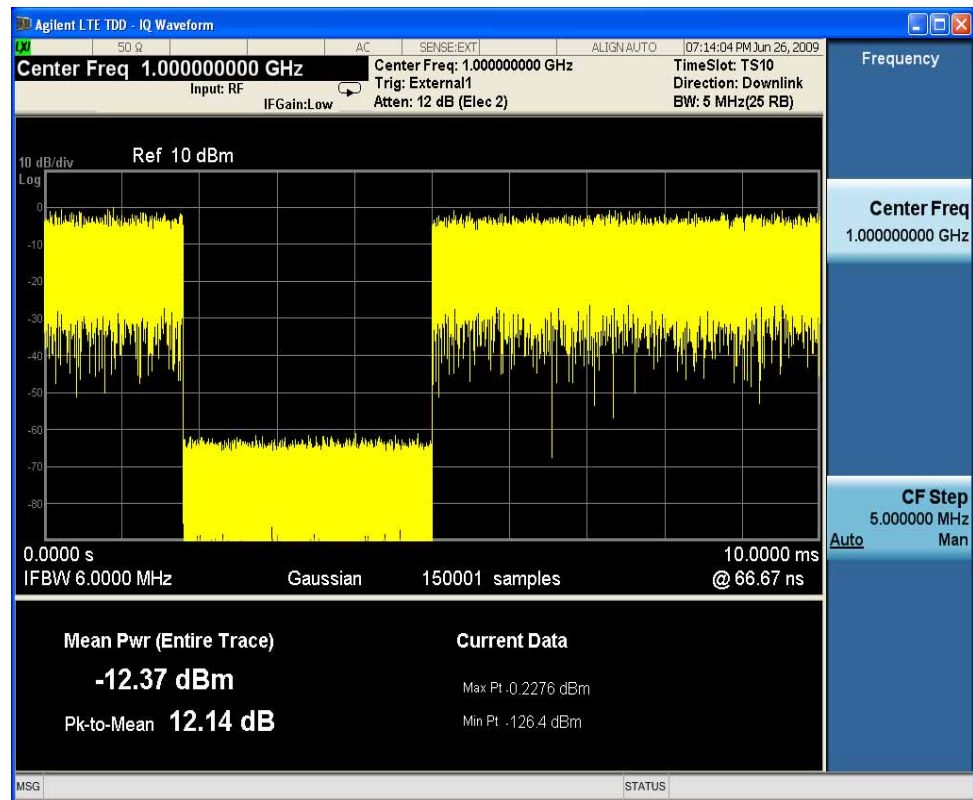 Agilent LTE TDD - IQ Waveform
LXI 50 Ω AC SENSE:EXT ALIGN AUTO 07:14:04 PM Jun 26, 2009
Center Freq 1.000000000 GHz
Input: RF
IFGain:Low
Center Freq: 1.000000000 GHz
Trig: External1
Atten: 12 dB (Elec 2)
TimeSlot: TS10
Direction: Downlink
BW: 5 MHz(25 RB)
10 dB/div Ref 10 dBm
Log
0
-10
-20
-30
-40
-50
-60
-70
-80
0.0000 s 10.0000 ms
IFBW 6.0000 MHz Gaussian 150001 samples @ 66.67 ns
Mean Pwr (Entire Trace)
-12.37 dBm
Pk-to-Mean 12.14 dB
Current Data
Max Pt -0.2276 dBm
Min Pt -126.4 dBm
Frequency
Center Freq
1.000000000 GHz
CF Step
5.000000 MHz
Auto Man
MSG STATUS